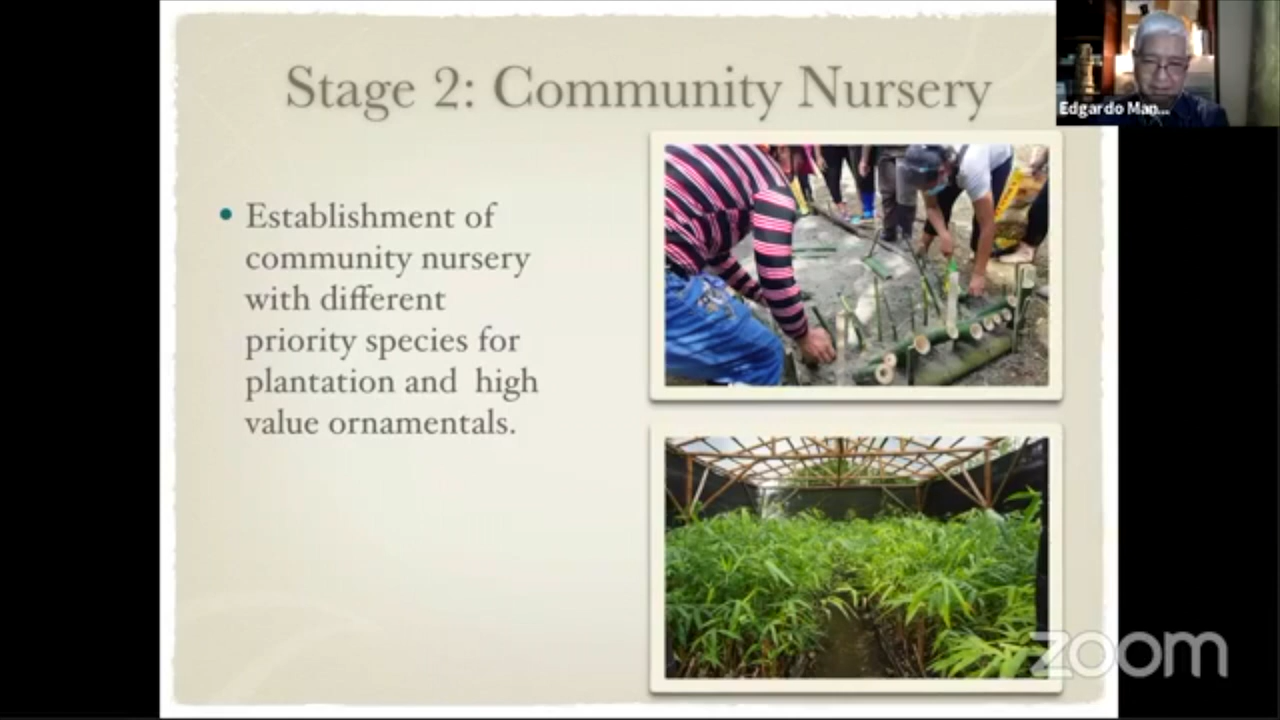 Stage 2: Community Nursery
Edgardo Man...
• Establishment of
community nursery
with different
priority species for
plantation and high
value ornamentals.
zoom